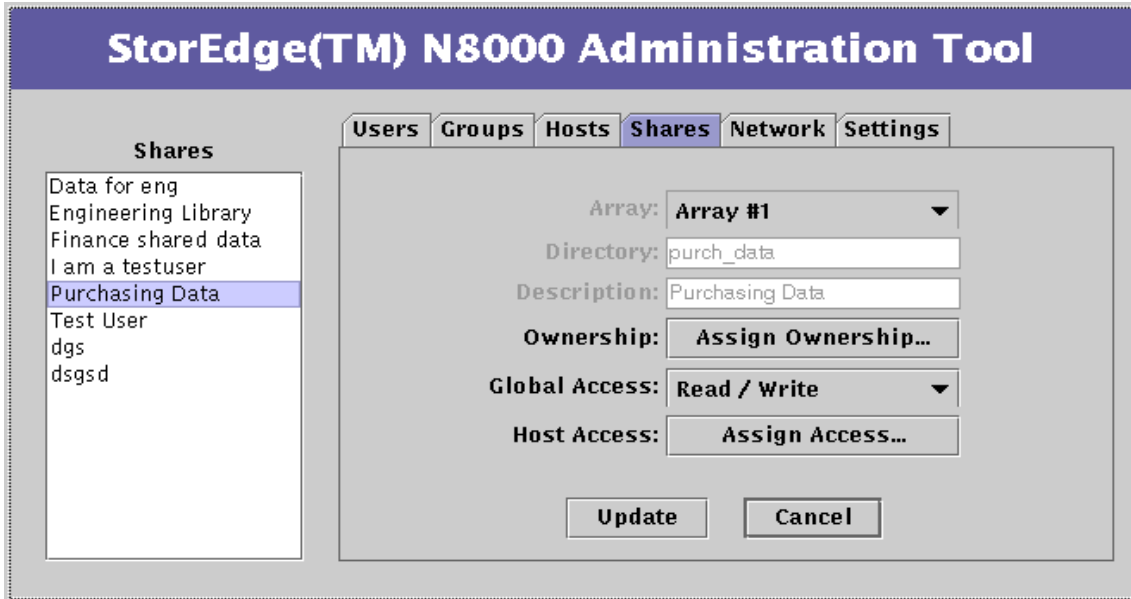 StorEdge(TM) N8000 Administration Tool
Users Groups Hosts Shares Network Settings
Shares
Data for eng
Engineering Library
Finance shared data
I am a testuser
Purchasing Data
Test User
dgs
dsgsd
Array: Array #1
Directory: purch_data
Description: Purchasing Data
Ownership: Assign Ownership...
Global Access: Read / Write
Host Access: Assign Access...
Update Cancel